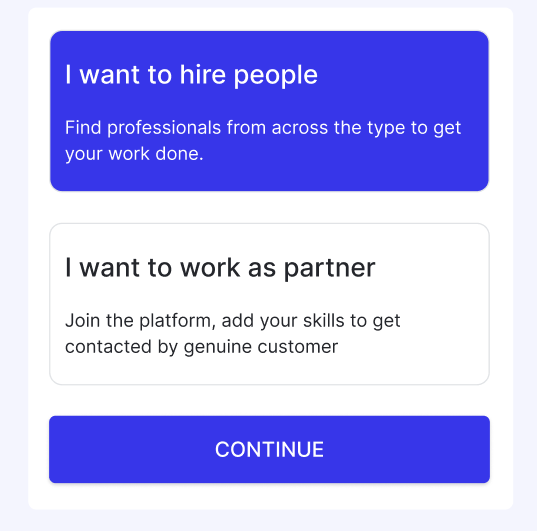 I want to hire people
Find professionals from across the type to get
your work done.
I want to work as partner
Join the platform, add your skills to get
contacted by genuine customer
CONTINUE